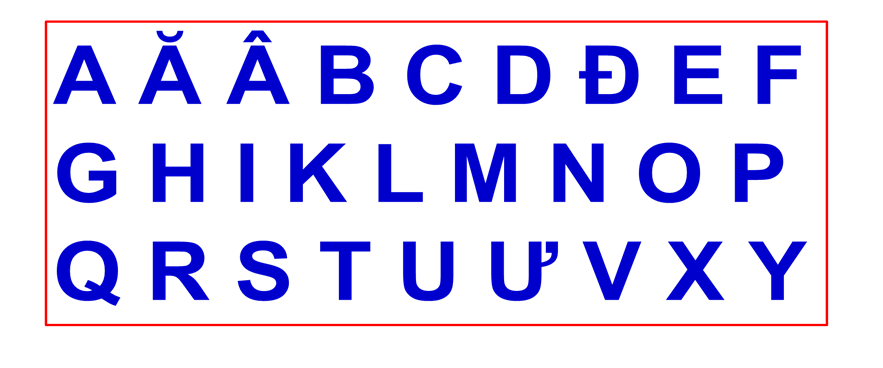 A Ă Â B C D Đ E F
G H I K L M N O P
Q R S T U Ư V X Y